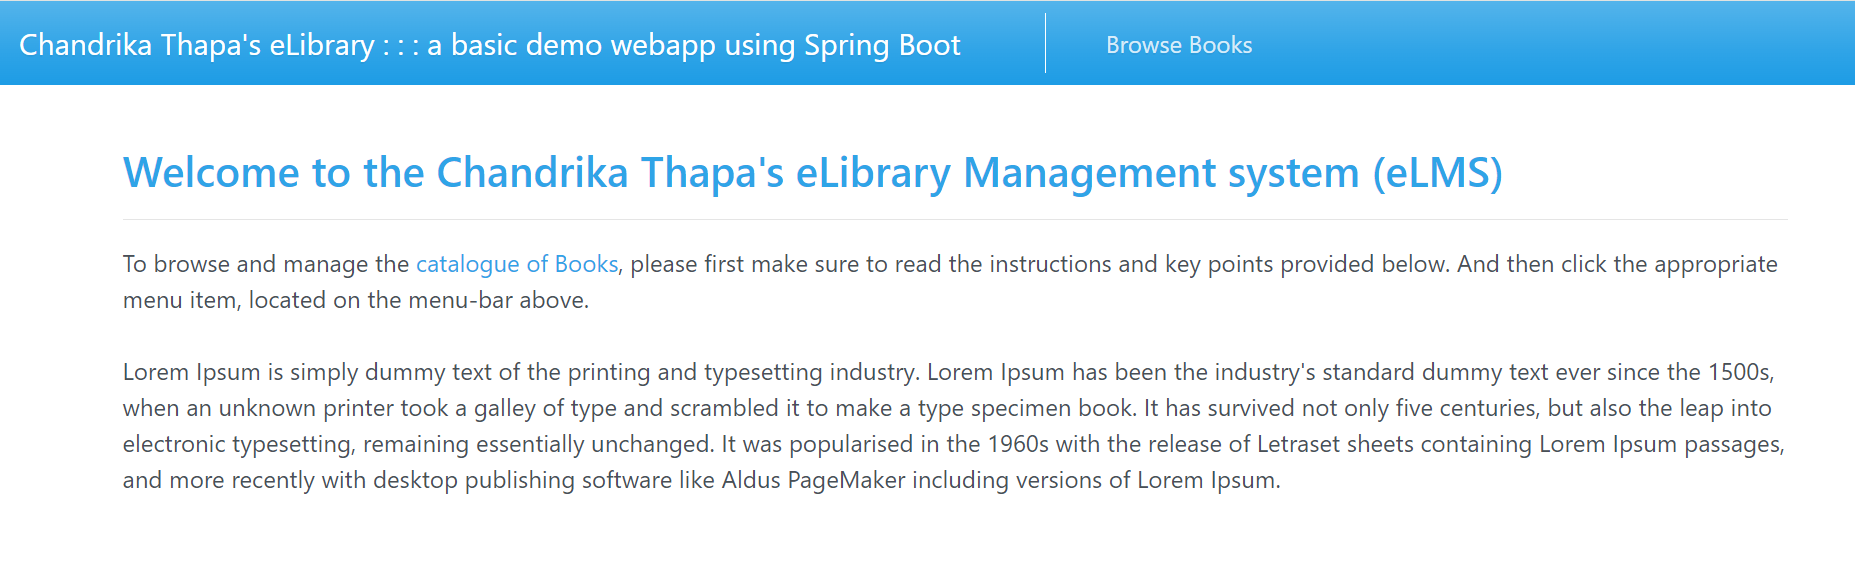 Chandrika Thapa's eLibrary : : : a basic demo webapp using Spring Boot
Browse Books
Welcome to the Chandrika Thapa's eLibrary Management system (eLMS)
To browse and manage the catalogue of Books, please first make sure to read the instructions and key points provided below. And then click the appropriate
menu item, located on the menu-bar above.
Lorem Ipsum is simply dummy text of the printing and typesetting industry. Lorem Ipsum has been the industry's standard dummy text ever since the 1500s,
when an unknown printer took a galley of type and scrambled it to make a type specimen book. It has survived not only five centuries, but also the leap into
electronic typesetting, remaining essentially unchanged. It was popularised in the 1960s with the release of Letraset sheets containing Lorem Ipsum passages,
and more recently with desktop publishing software like Aldus PageMaker including versions of Lorem Ipsum.